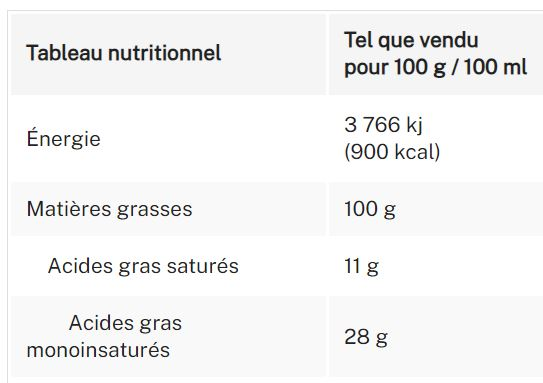 Tableau nutritionnel
Tel que vendu
pour 100 g / 100 ml
Énergie
3 766 kj
(900 kcal)
Matières grasses
100 g
Acides gras saturés
11 g
Acides gras
monoinsaturés
28 g